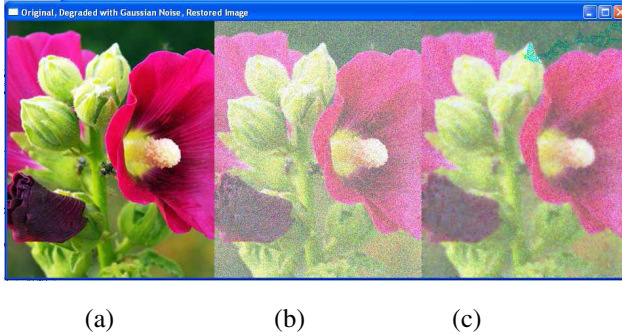 Original, Degraded with Gaussian Noise, Restored Image
(a) (b) (c)